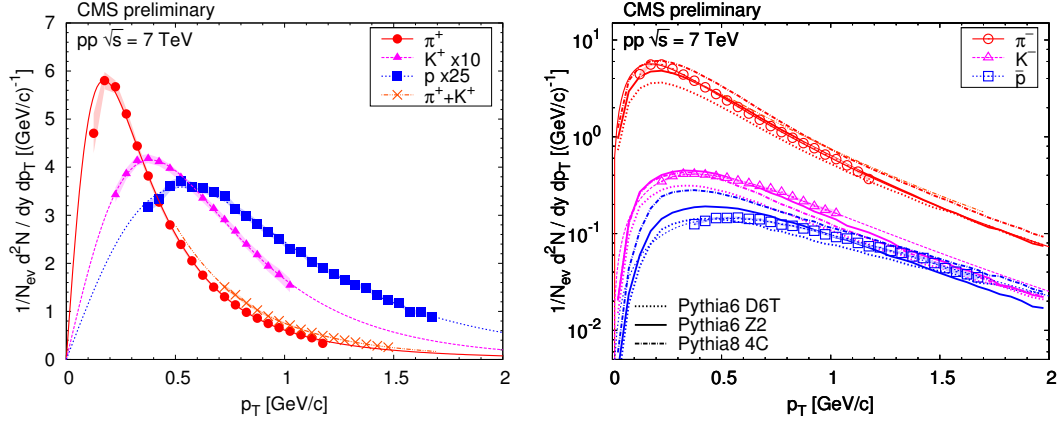 CMS preliminary
pp √s = 7 TeV
π⁺
K⁺ x10
p x25
π⁺+K⁺
1/N_ev d²N / dy dp_T [(GeV/c)⁻¹]
7
6
5
4
3
2
1
0
0 0.5 1 1.5 2
p_T [GeV/c]
CMS preliminary
pp √s = 7 TeV
π⁻
K⁻
p̄
1/N_ev d²N / dy dp_T [(GeV/c)⁻¹]
10¹
10⁰
10⁻¹
10⁻²
Pythia6 D6T
Pythia6 Z2
Pythia8 4C
0 0.5 1 1.5 2
p_T [GeV/c]